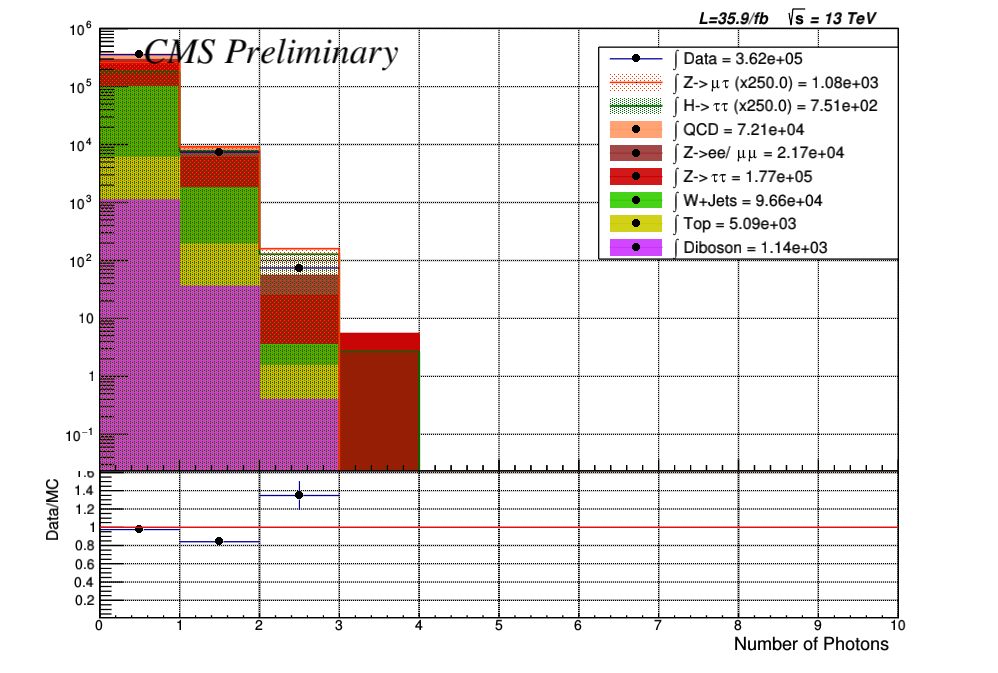 L=35.9/fb √s = 13 TeV
CMS Preliminary
10⁶
10⁵
10⁴
10³
10²
10
1
10⁻¹
∫ Data = 3.62e+05
∫ Z-> μτ (x250.0) = 1.08e+03
∫ H-> ττ (x250.0) = 7.51e+02
∫ QCD = 7.21e+04
∫ Z->ee/ μμ = 2.17e+04
∫ Z-> ττ = 1.77e+05
∫ W+Jets = 9.66e+04
∫ Top = 5.09e+03
∫ Diboson = 1.14e+03
Data/MC
1.6
1.4
1.2
1
0.8
0.6
0.4
0.2
0 1 2 3 4 5 6 7 8 9 10
Number of Photons